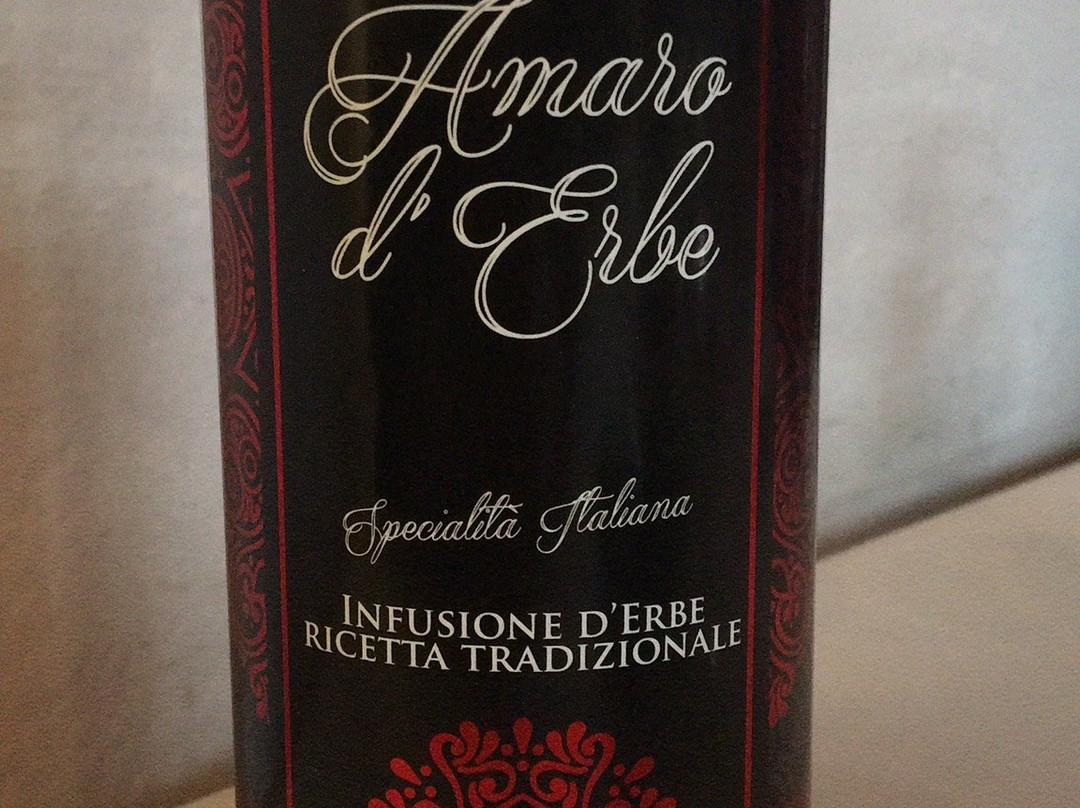 Amaro
d'Erbe
Specialità Italiana
INFUSIONE D'ERBE
RICETTA TRADIZIONALE